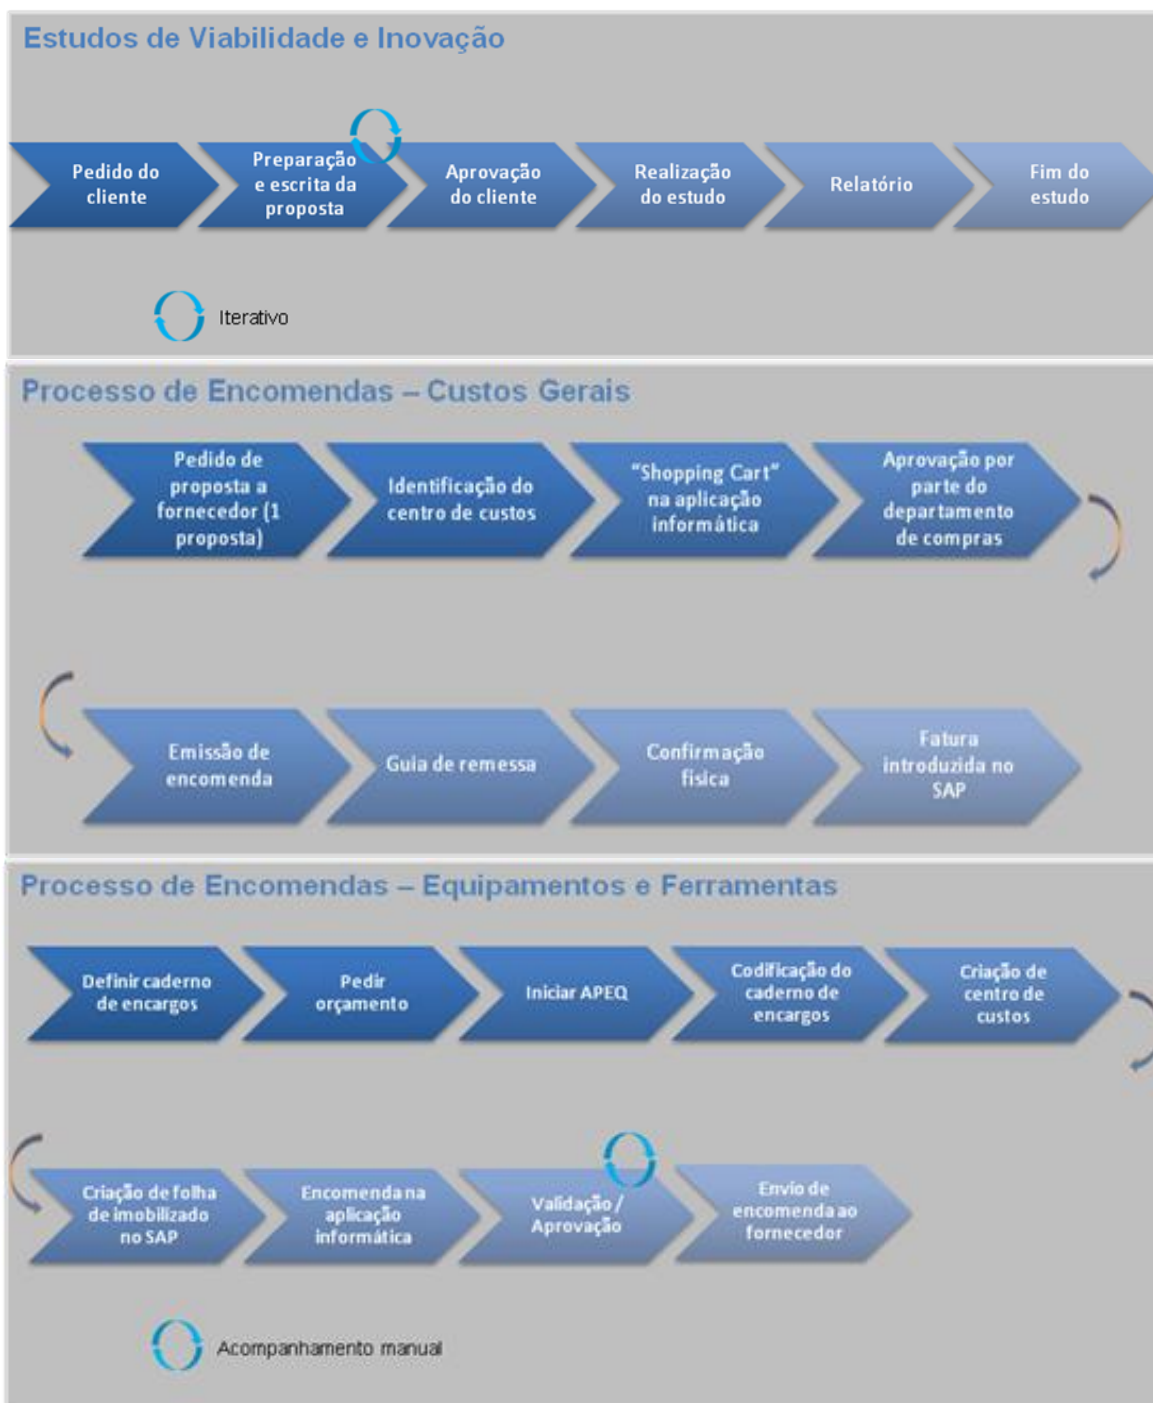 Estudos de Viabilidade e Inovação
Pedido do
cliente
Preparação
e escrita da
proposta
Aprovação
do cliente
Realização
do estudo
Relatório
Fim do
estudo
Iterativo
Processo de Encomendas – Custos Gerais
Pedido de
proposta a
fornecedor (1
proposta)
Identificação do
centro de custos
“Shopping Cart“
na aplicação
informática
Aprovação por
parte do
departamento
de compras
Emissão de
encomenda
Guia de remessa
Confirmação
física
Fatura
introduzida no
SAP
Processo de Encomendas – Equipamentos e Ferramentas
Definir caderno
de encargos
Pedir
orçamento
Iniciar APEQ
Codificação do
caderno de
encargos
Criação de
centro de
custos
Criação de folha
de imobilizado
no SAP
Encomenda na
aplicação
informática
Validação /
Aprovação
Envio de
encomenda ao
fornecedor
Acompanhamento manual